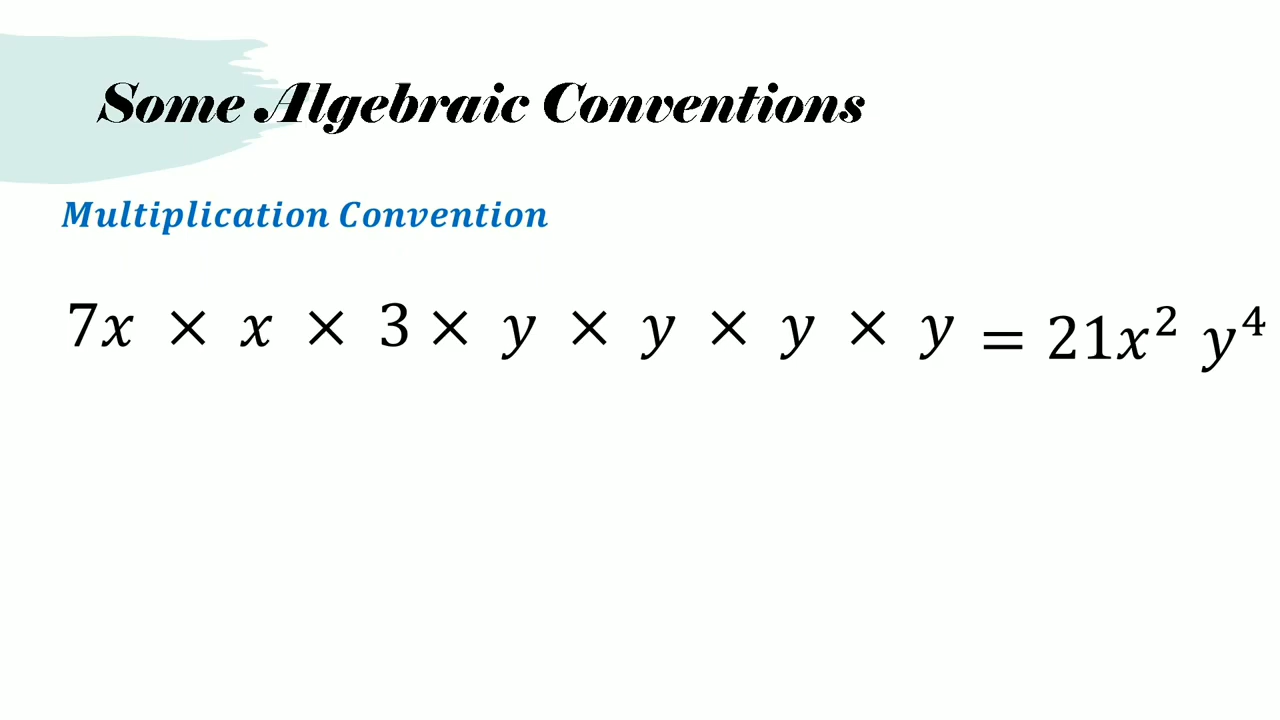 Some Algebraic Conventions
Multiplication Convention
7x × x × 3 × y × y × y × y = 21x² y⁴